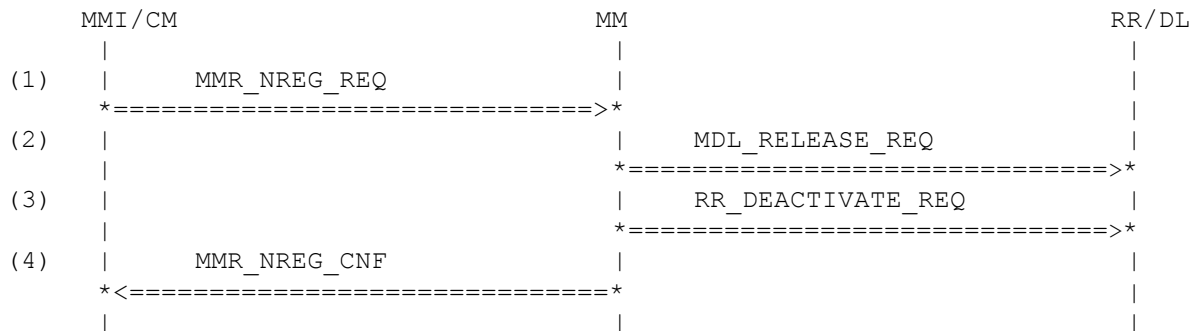 MMI/CM MM RR/DL
| | |
(1) | MMR_NREG_REQ | |
*==============================>* |
(2) | | MDL_RELEASE_REQ |
| *==============================>*
(3) | | RR_DEACTIVATE_REQ |
| *==============================>*
(4) | MMR_NREG_CNF | |
*<==============================* |
| | |